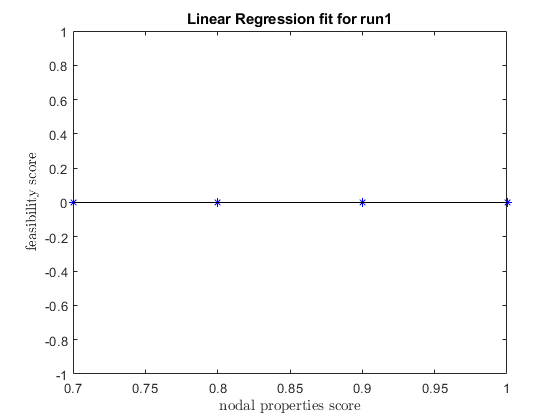 Linear Regression fit for run1
1
0.8
0.6
0.4
0.2
0
-0.2
-0.4
-0.6
-0.8
-1
feasibility score
0.7 0.75 0.8 0.85 0.9 0.95 1
nodal properties score